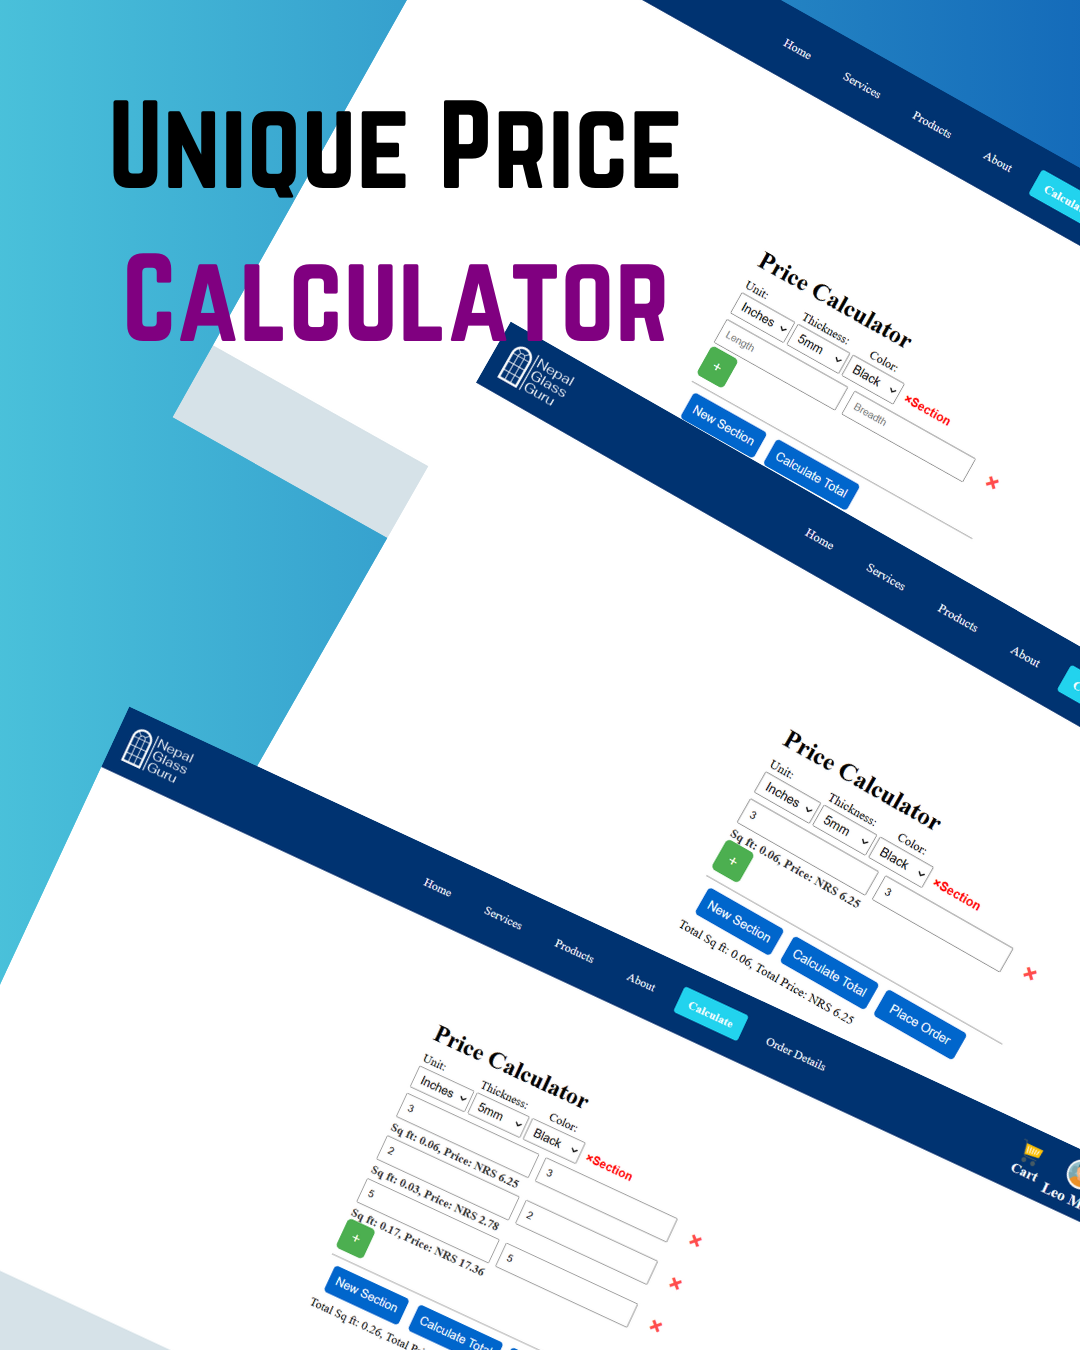 UNIQUE PRICE
CALCULATOR
Home
Services
Products
About
Price Calculator
Unit:
Thickness:
Color:
Inches
5mm
Black
×Section
Length
Breadth
+
New Section
Calculate Total
Nepal
Glass
Guru
Home
Services
Products
About
Price Calculator
Unit:
Thickness:
Color:
Inches
5mm
Black
×Section
3
3
Sq ft: 0.06, Price: NRS 6.25
+
New Section
Calculate Total
Place Order
Total Sq ft: 0.06, Total Price: NRS 6.25
Nepal
Glass
Guru
Home
Services
Products
About
Calculate
Order Details
Cart
Leo
Price Calculator
Unit:
Thickness:
Color:
Inches
5mm
Black
×Section
3
3
Sq ft: 0.06, Price: NRS 6.25
2
2
Sq ft: 0.03, Price: NRS 2.78
5
5
Sq ft: 0.17, Price: NRS 17.36
+
New Section
Calculate Total
Total Sq ft: 0.26, Total